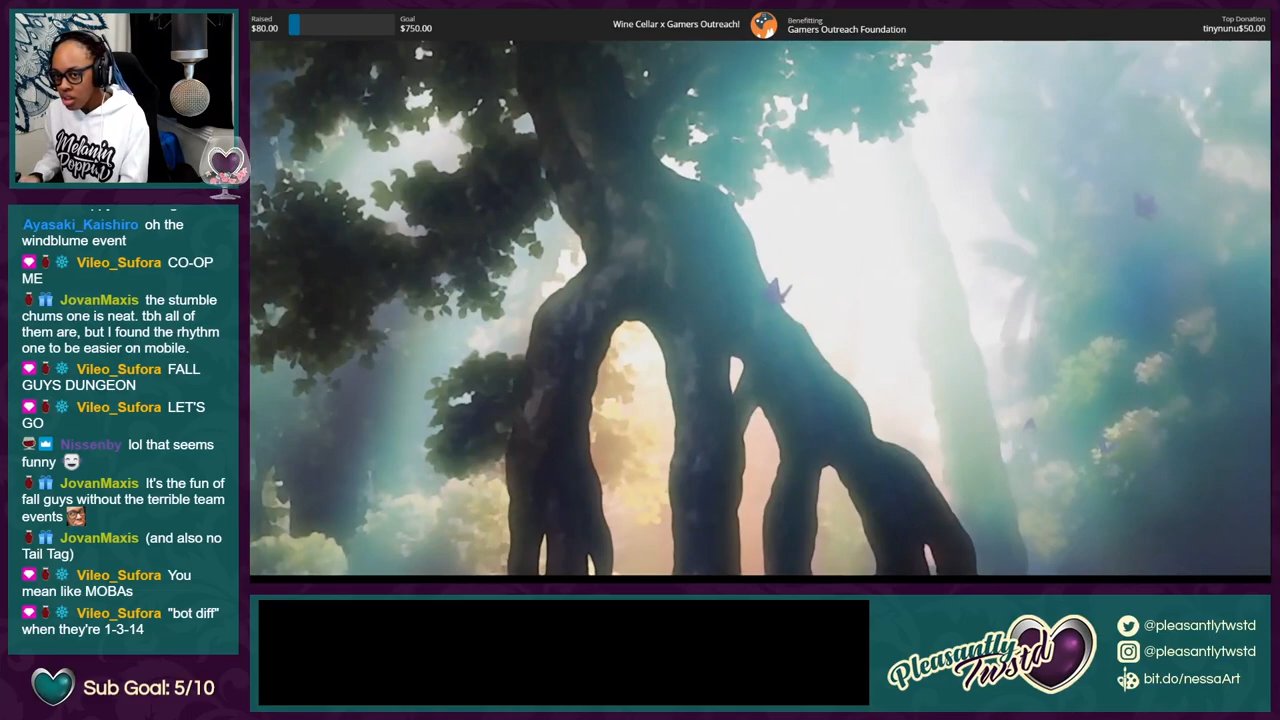 Raised
$80.00
Goal
$750.00
Wine Cellar x Gamers Outreach!
Benefitting
Gamers Outreach Foundation
Top Donation
tinynunu$50.00
Melanin
Ayasaki_Kaishiro oh the
windblume event
Vileo_Sufora CO-OP
ME
JovanMaxis the stumble
chums one is neat. tbh all of
them are, but I found the rhythm
one to be easier on mobile.
Vileo_Sufora FALL
GUYS DUNGEON
Vileo_Sufora LET'S
GO
Nissenby lol that seems
funny
JovanMaxis It's the fun of
fall guys without the terrible team
events
JovanMaxis (and also no
Tail Tag)
Vileo_Sufora You
mean like MOBAs
Vileo_Sufora "bot diff"
when they're 1-3-14
Sub Goal: 5/10
Pleasantly
Twstd
@pleasantlytwstd
@pleasantlytwstd
bit.do/nessaArt